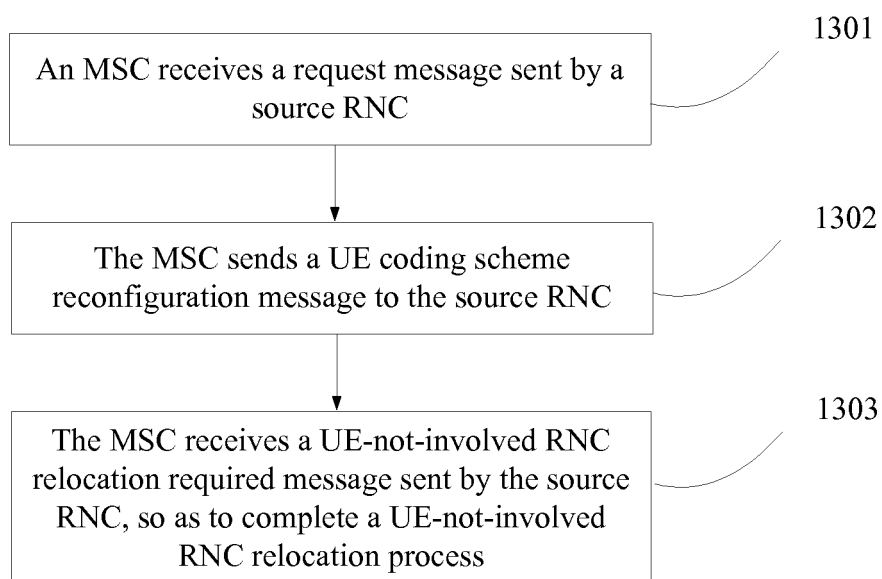 1301
An MSC receives a request message sent by a
source RNC
1302
The MSC sends a UE coding scheme
reconfiguration message to the source RNC
1303
The MSC receives a UE-not-involved RNC
relocation required message sent by the source
RNC, so as to complete a UE-not-involved
RNC relocation process